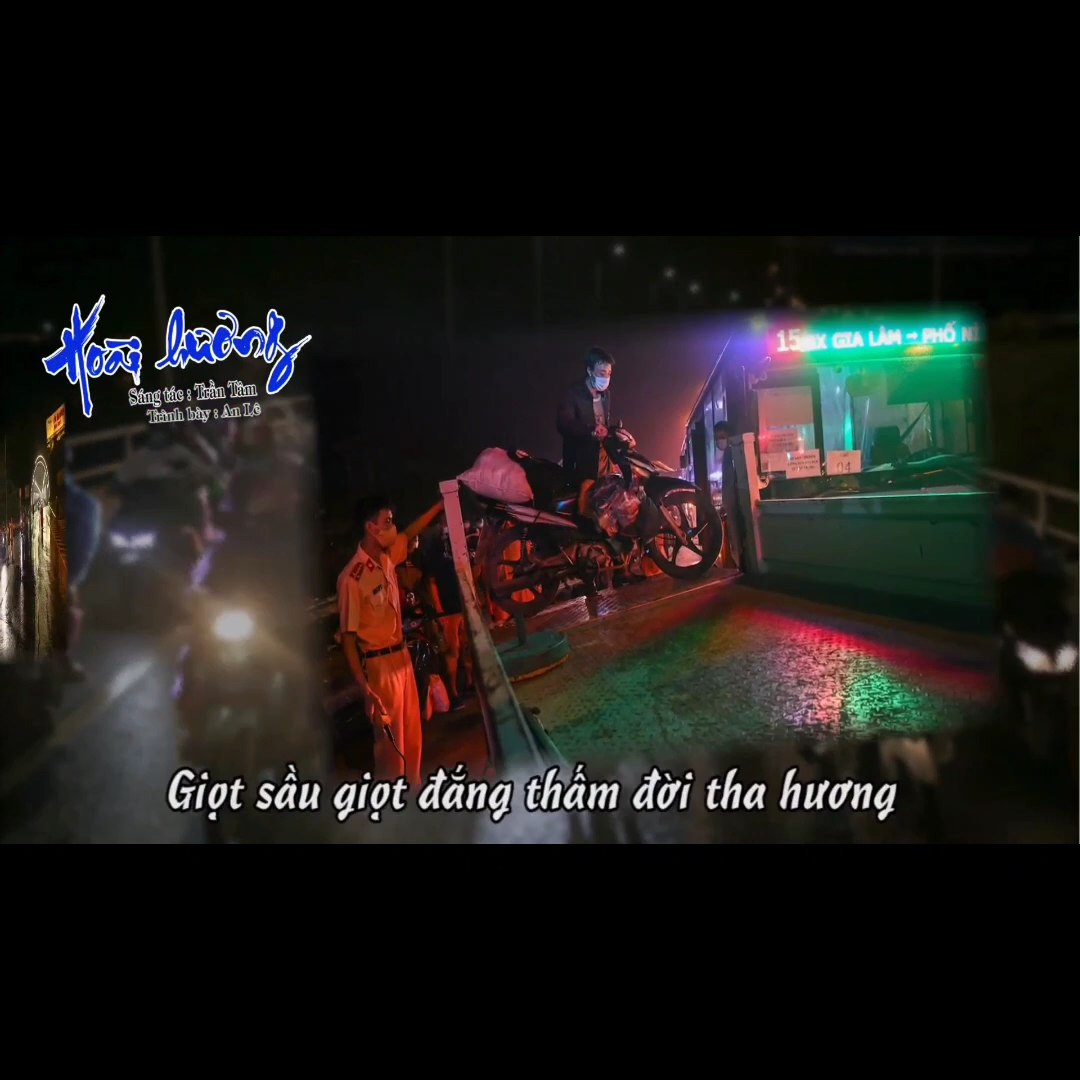 Hoài hương
Sáng tác : Trần Tâm
Trình bày : An Lê
15 BX GIA LÂM → PHỐ N
04
Giọt sầu giọt đắng thấm đời tha hương